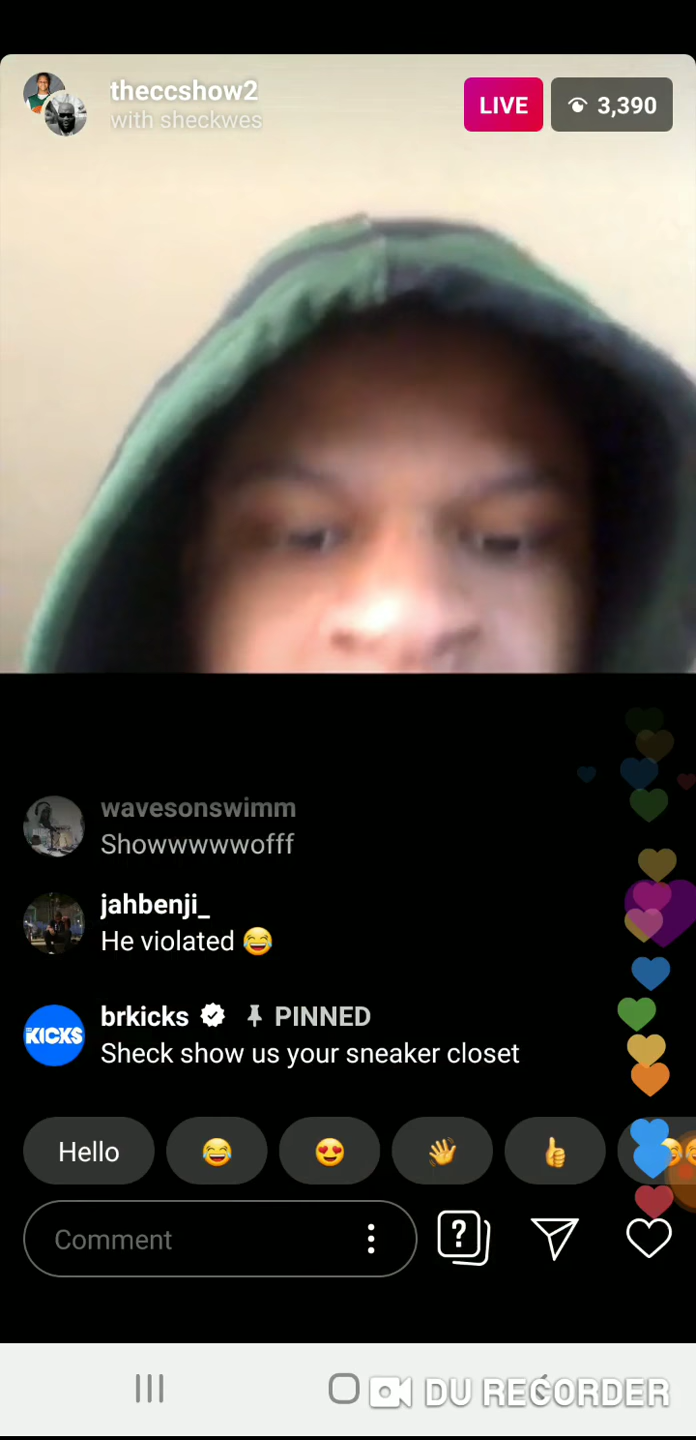 theccshow2
with sheckwes
LIVE
3,390
wavesonswimm
Showwwwwofff
jahbenji_
He violated 😂
KICKS
brkicks PINNED
Sheck show us your sneaker closet
Hello
Comment
DU RECORDER